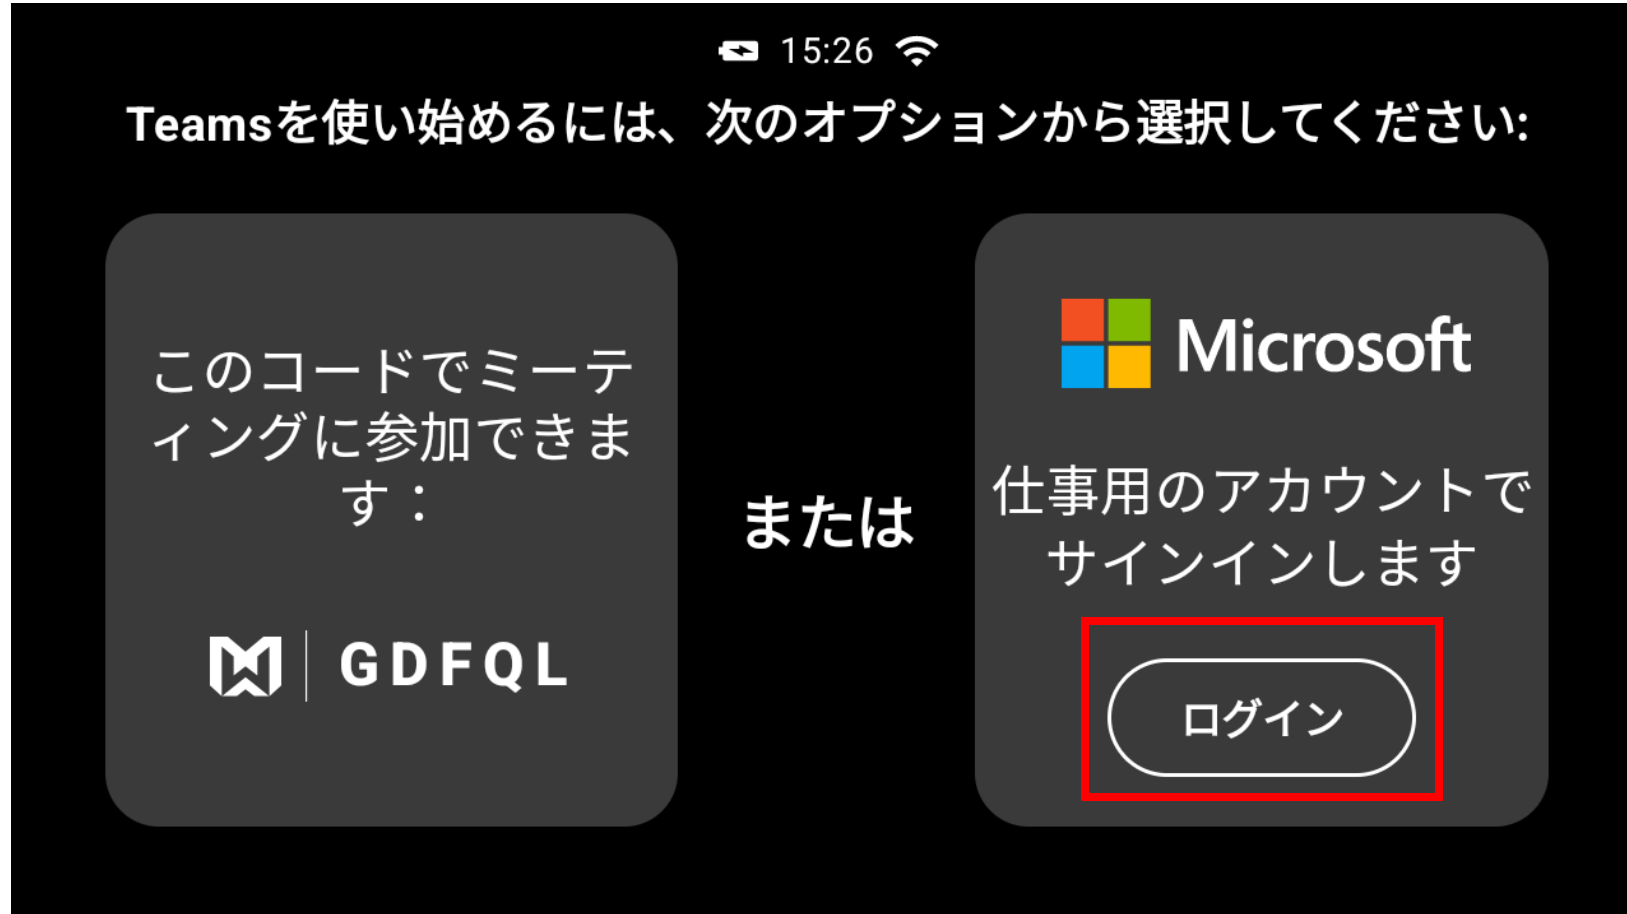 15:26
Teamsを使い始めるには、次のオプションから選択してください:
このコードでミーテ
ィングに参加できま
す：
GDFQL
または
Microsoft
仕事用のアカウントで
サインインします
ログイン